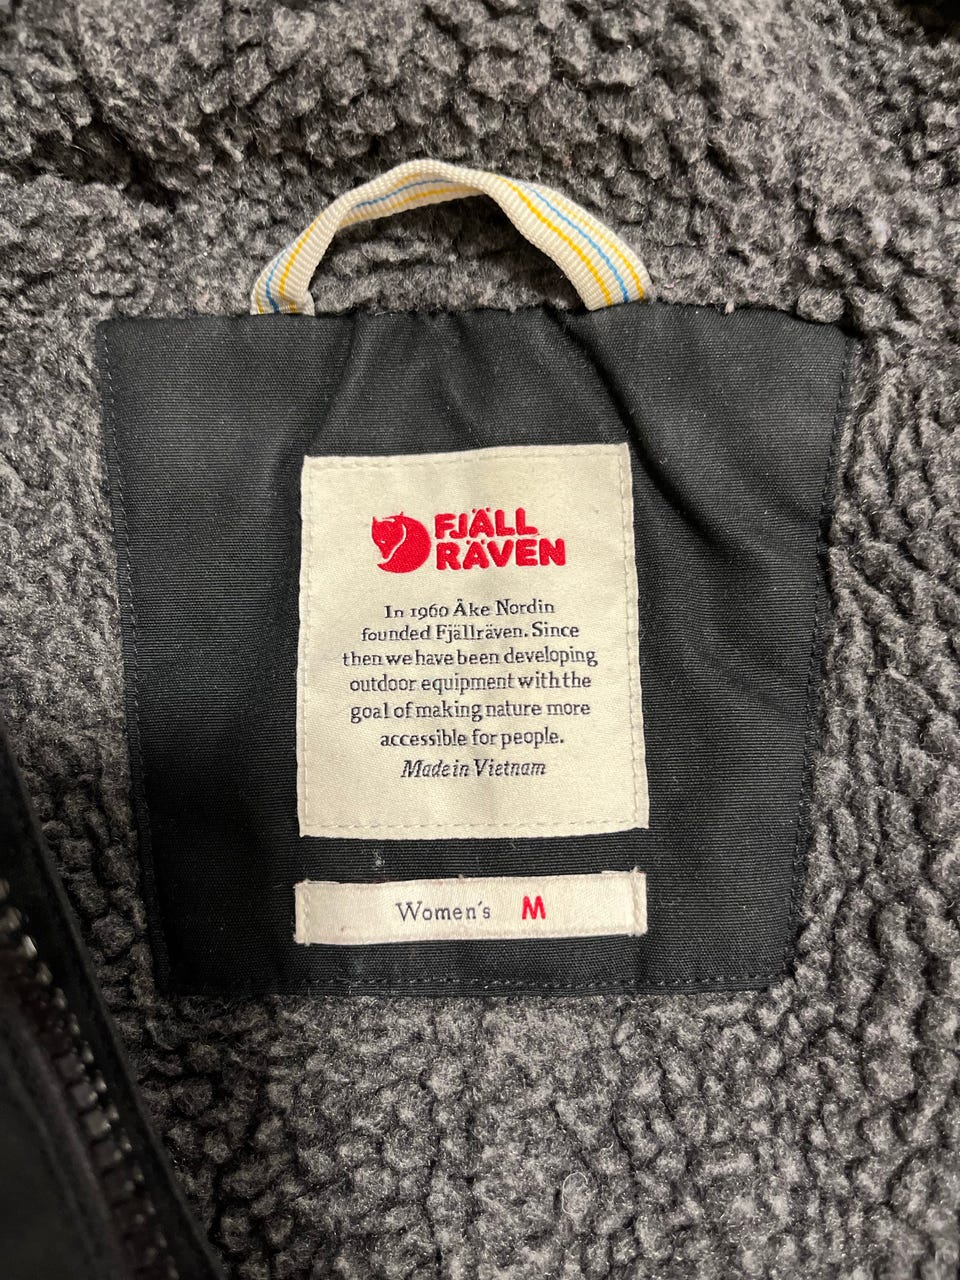 FJÄLL
RÄVEN
In 1960 Åke Nordin
founded Fjällräven. Since
then we have been developing
outdoor equipment with the
goal of making nature more
accessible for people.
Made in Vietnam
Women's M